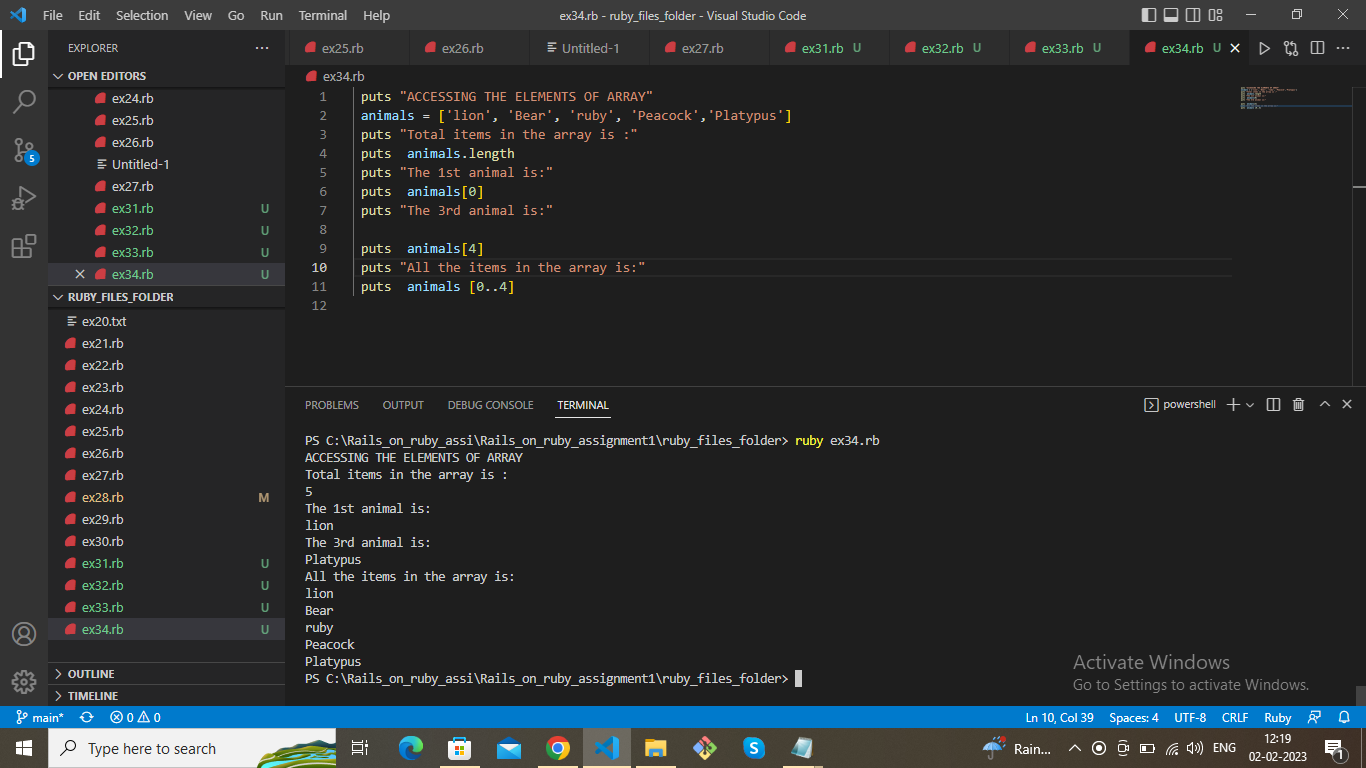 File Edit Selection View Go Run Terminal Help
ex34.rb - ruby_files_folder - Visual Studio Code
EXPLORER
OPEN EDITORS
ex24.rb
ex25.rb
ex26.rb
Untitled-1
ex27.rb
ex31.rb U
ex32.rb U
ex33.rb U
ex34.rb U
5
RUBY_FILES_FOLDER
ex20.txt
ex21.rb
ex22.rb
ex23.rb
ex24.rb
ex25.rb
ex26.rb
ex27.rb
ex28.rb M
ex29.rb
ex30.rb
ex31.rb U
ex32.rb U
ex33.rb U
ex34.rb U
OUTLINE
TIMELINE
ex25.rb ex26.rb Untitled-1 ex27.rb ex31.rb U ex32.rb U ex33.rb U ex34.rb U
ex34.rb
1 puts "ACCESSING THE ELEMENTS OF ARRAY"
2 animals = ['lion', 'Bear', 'ruby', 'Peacock','Platypus']
3 puts "Total items in the array is :"
4 puts  animals.length
5 puts "The 1st animal is:"
6 puts  animals[0]
7 puts "The 3rd animal is:"
8
9 puts  animals[4]
10 puts "All the items in the array is:"
11 puts  animals [0..4]
12
PROBLEMS OUTPUT DEBUG CONSOLE TERMINAL
powershell
PS C:\Rails_on_ruby_assi\Rails_on_ruby_assignment1\ruby_files_folder> ruby ex34.rb
ACCESSING THE ELEMENTS OF ARRAY
Total items in the array is :
5
The 1st animal is:
lion
The 3rd animal is:
Platypus
All the items in the array is:
lion
Bear
ruby
Peacock
Platypus
PS C:\Rails_on_ruby_assi\Rails_on_ruby_assignment1\ruby_files_folder>
Activate Windows
Go to Settings to activate Windows.
main* 0 0
Ln 10, Col 39 Spaces: 4 UTF-8 CRLF Ruby
Type here to search
Rain... ENG
12:19
02-02-2023
1